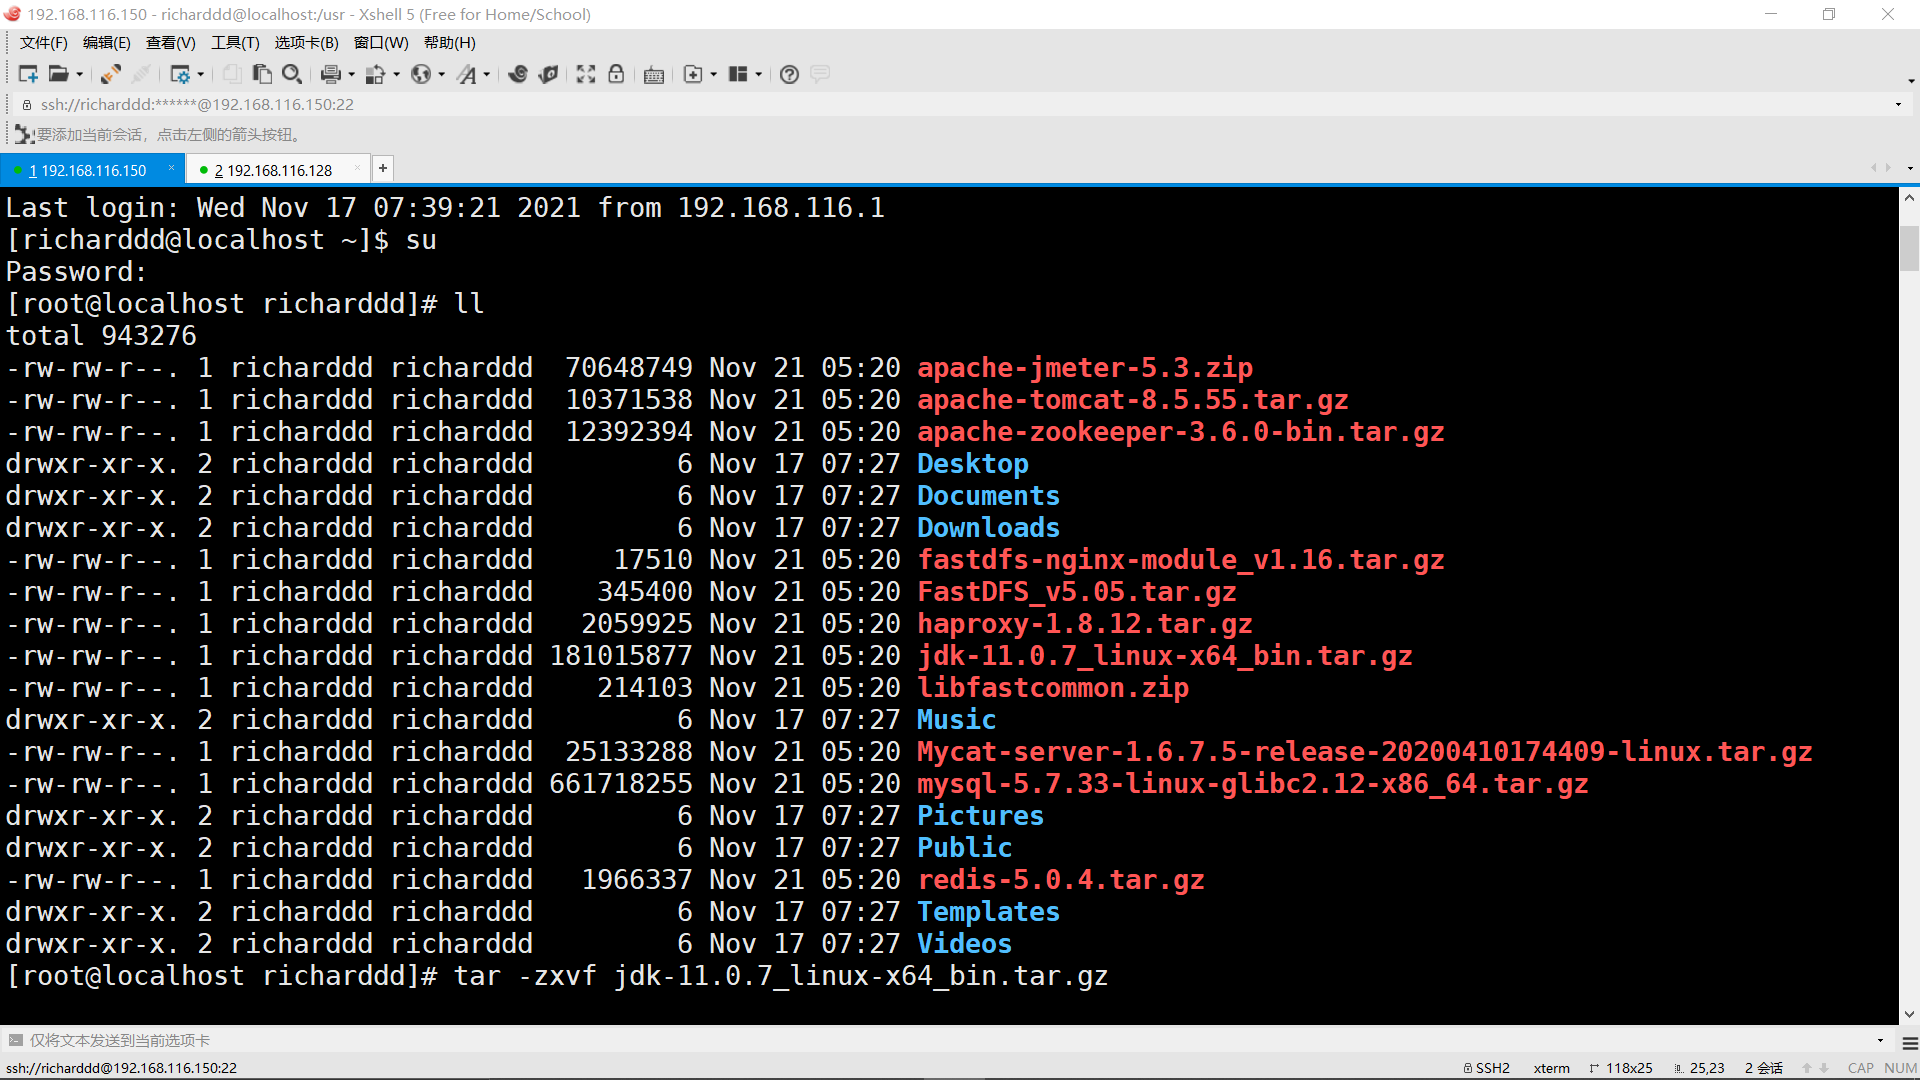 192.168.116.150 - richarddd@localhost:/usr - Xshell 5 (Free for Home/School)
文件(F) 编辑(E) 查看(V) 工具(T) 选项卡(B) 窗口(W) 帮助(H)
ssh://richarddd:******@192.168.116.150:22
要添加当前会话，点击左侧的箭头按钮。
1 192.168.116.150 2 192.168.116.128 +
Last login: Wed Nov 17 07:39:21 2021 from 192.168.116.1
[richarddd@localhost ~]$ su
Password:
[root@localhost richarddd]# ll
total 943276
-rw-rw-r--. 1 richarddd richarddd  70648749 Nov 21 05:20 apache-jmeter-5.3.zip
-rw-rw-r--. 1 richarddd richarddd  10371538 Nov 21 05:20 apache-tomcat-8.5.55.tar.gz
-rw-rw-r--. 1 richarddd richarddd  12392394 Nov 21 05:20 apache-zookeeper-3.6.0-bin.tar.gz
drwxr-xr-x. 2 richarddd richarddd         6 Nov 17 07:27 Desktop
drwxr-xr-x. 2 richarddd richarddd         6 Nov 17 07:27 Documents
drwxr-xr-x. 2 richarddd richarddd         6 Nov 17 07:27 Downloads
-rw-rw-r--. 1 richarddd richarddd     17510 Nov 21 05:20 fastdfs-nginx-module_v1.16.tar.gz
-rw-rw-r--. 1 richarddd richarddd    345400 Nov 21 05:20 FastDFS_v5.05.tar.gz
-rw-rw-r--. 1 richarddd richarddd   2059925 Nov 21 05:20 haproxy-1.8.12.tar.gz
-rw-rw-r--. 1 richarddd richarddd 181015877 Nov 21 05:20 jdk-11.0.7_linux-x64_bin.tar.gz
-rw-rw-r--. 1 richarddd richarddd    214103 Nov 21 05:20 libfastcommon.zip
drwxr-xr-x. 2 richarddd richarddd         6 Nov 17 07:27 Music
-rw-rw-r--. 1 richarddd richarddd  25133288 Nov 21 05:20 Mycat-server-1.6.7.5-release-20200410174409-linux.tar.gz
-rw-rw-r--. 1 richarddd richarddd 661718255 Nov 21 05:20 mysql-5.7.33-linux-glibc2.12-x86_64.tar.gz
drwxr-xr-x. 2 richarddd richarddd         6 Nov 17 07:27 Pictures
drwxr-xr-x. 2 richarddd richarddd         6 Nov 17 07:27 Public
-rw-rw-r--. 1 richarddd richarddd   1966337 Nov 21 05:20 redis-5.0.4.tar.gz
drwxr-xr-x. 2 richarddd richarddd         6 Nov 17 07:27 Templates
drwxr-xr-x. 2 richarddd richarddd         6 Nov 17 07:27 Videos
[root@localhost richarddd]# tar -zxvf jdk-11.0.7_linux-x64_bin.tar.gz
仅将文本发送到当前选项卡
ssh://richarddd@192.168.116.150:22 SSH2 xterm 118x25 25,23 2 会话 CAP NUM